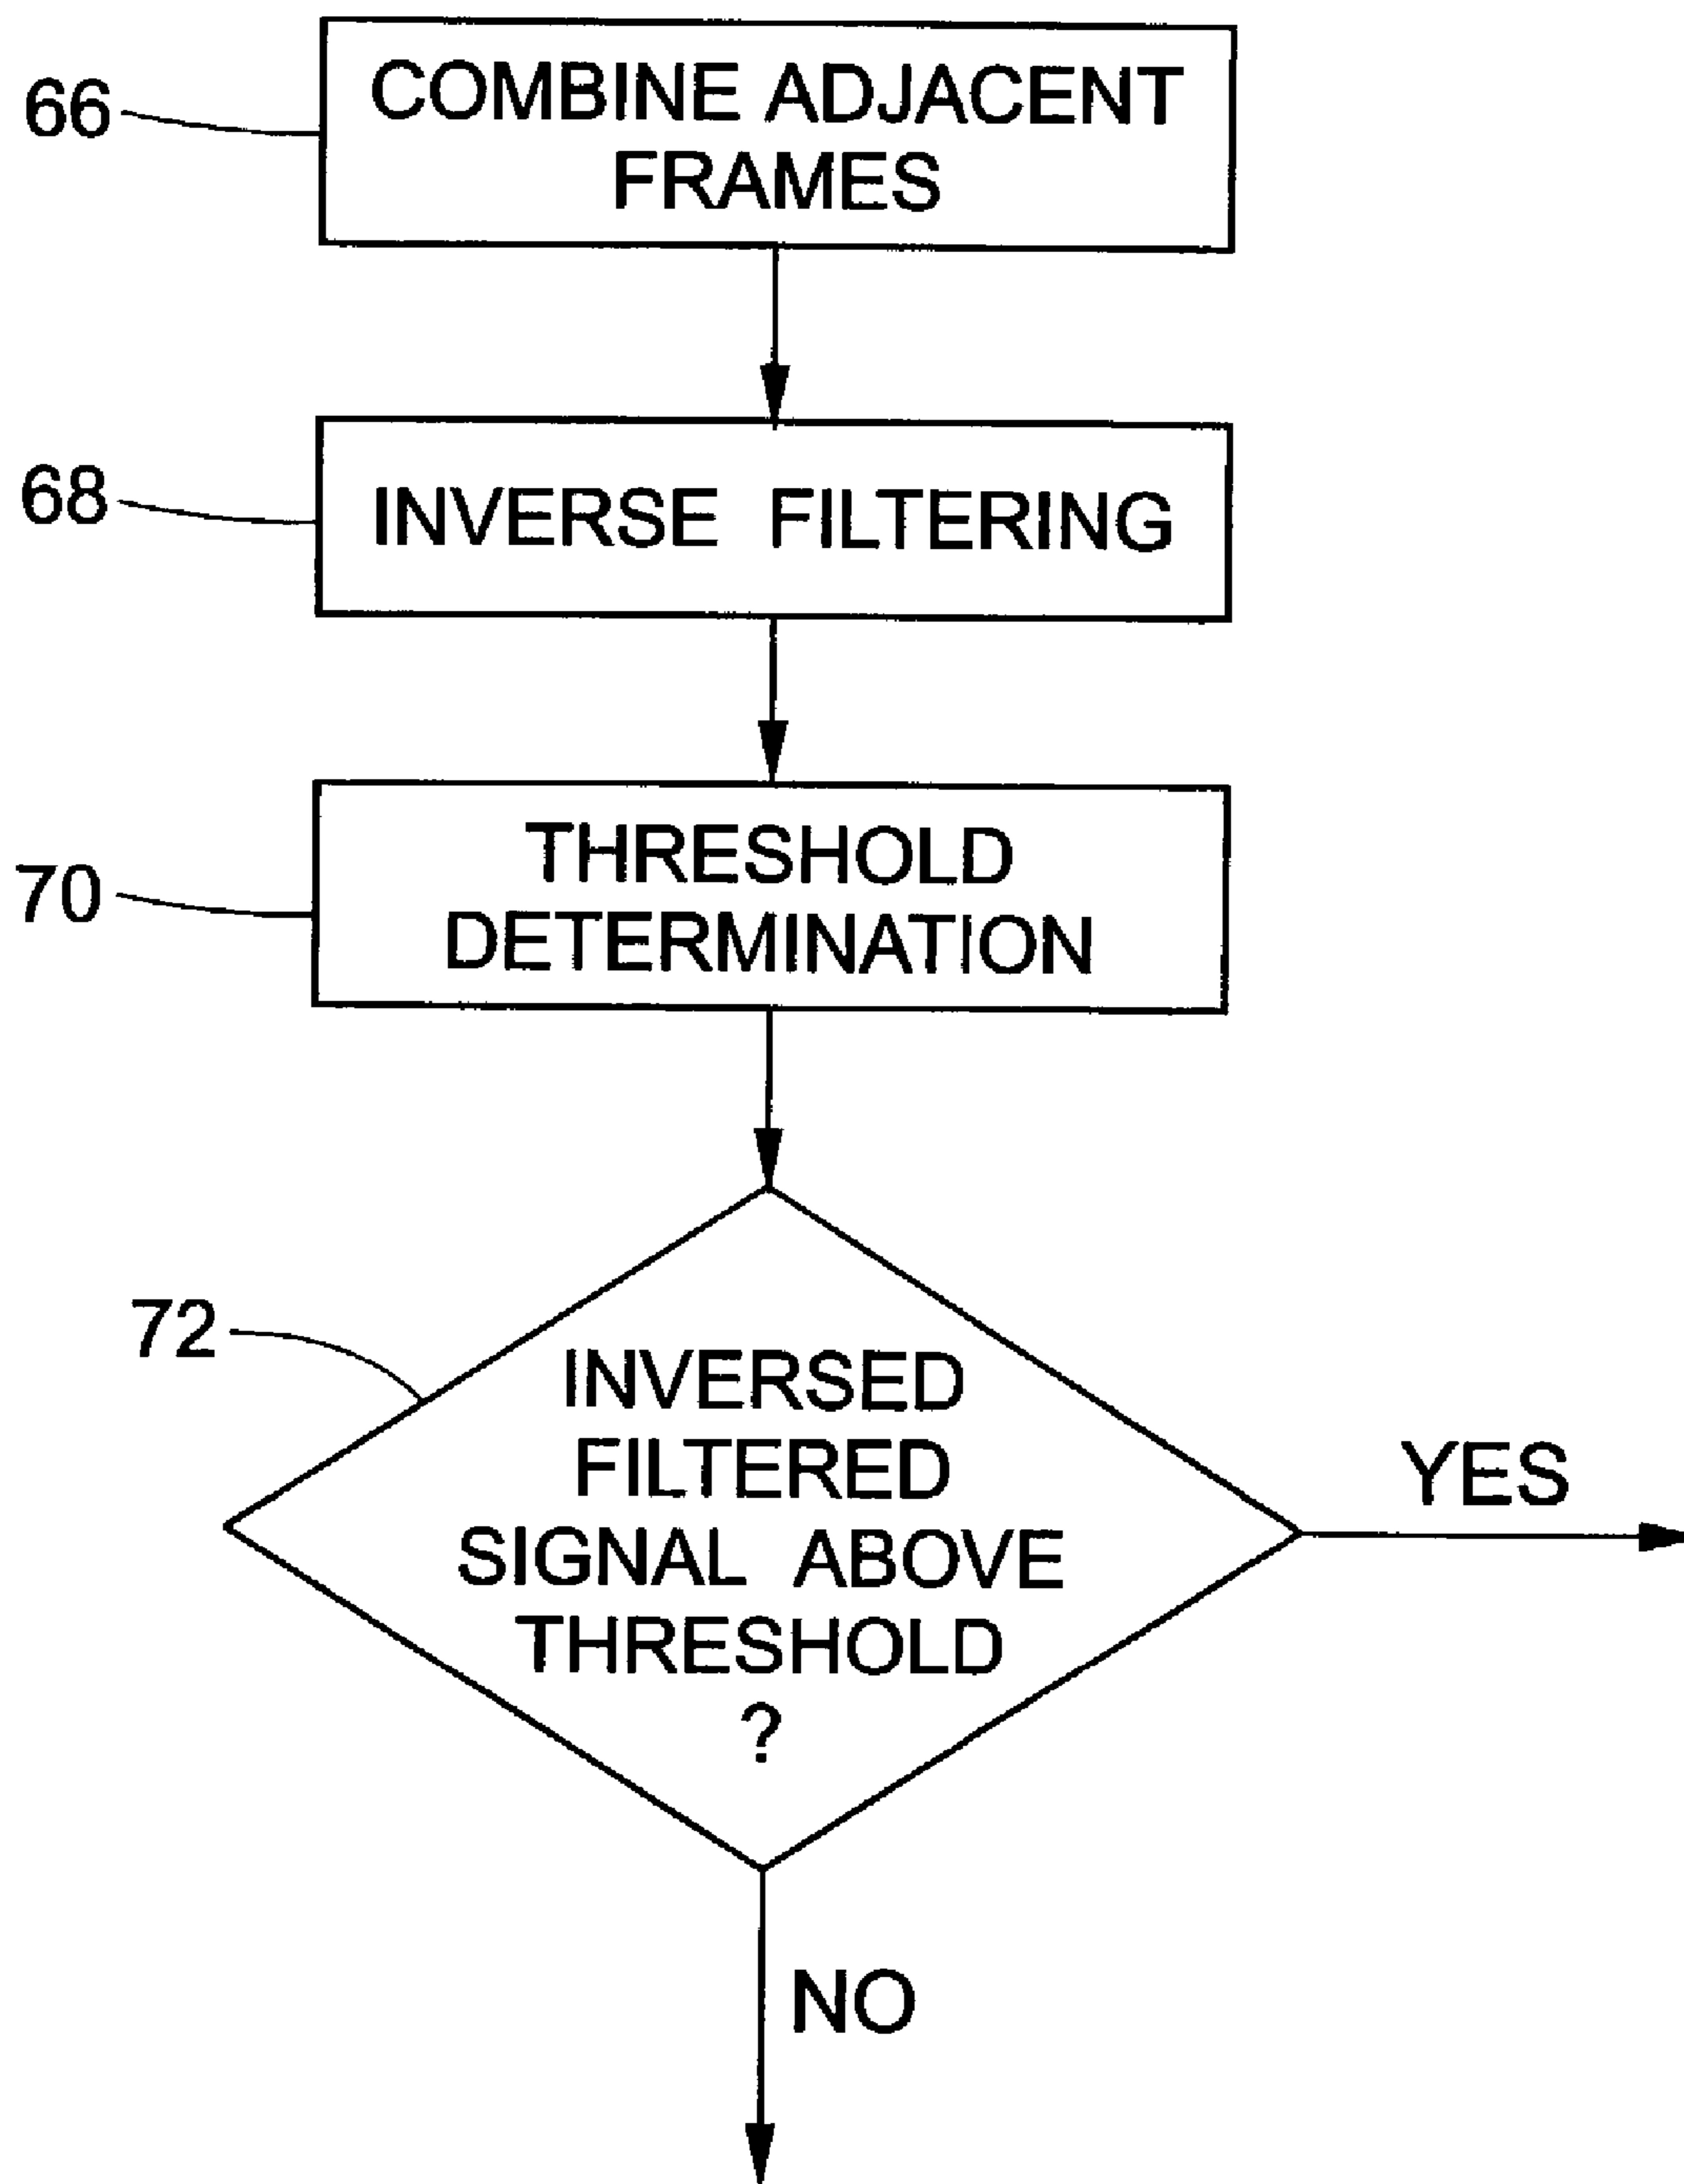 66
COMBINE ADJACENT
FRAMES
68
INVERSE FILTERING
70
THRESHOLD
DETERMINATION
72
INVERSED
FILTERED
SIGNAL ABOVE
THRESHOLD
?
YES
NO